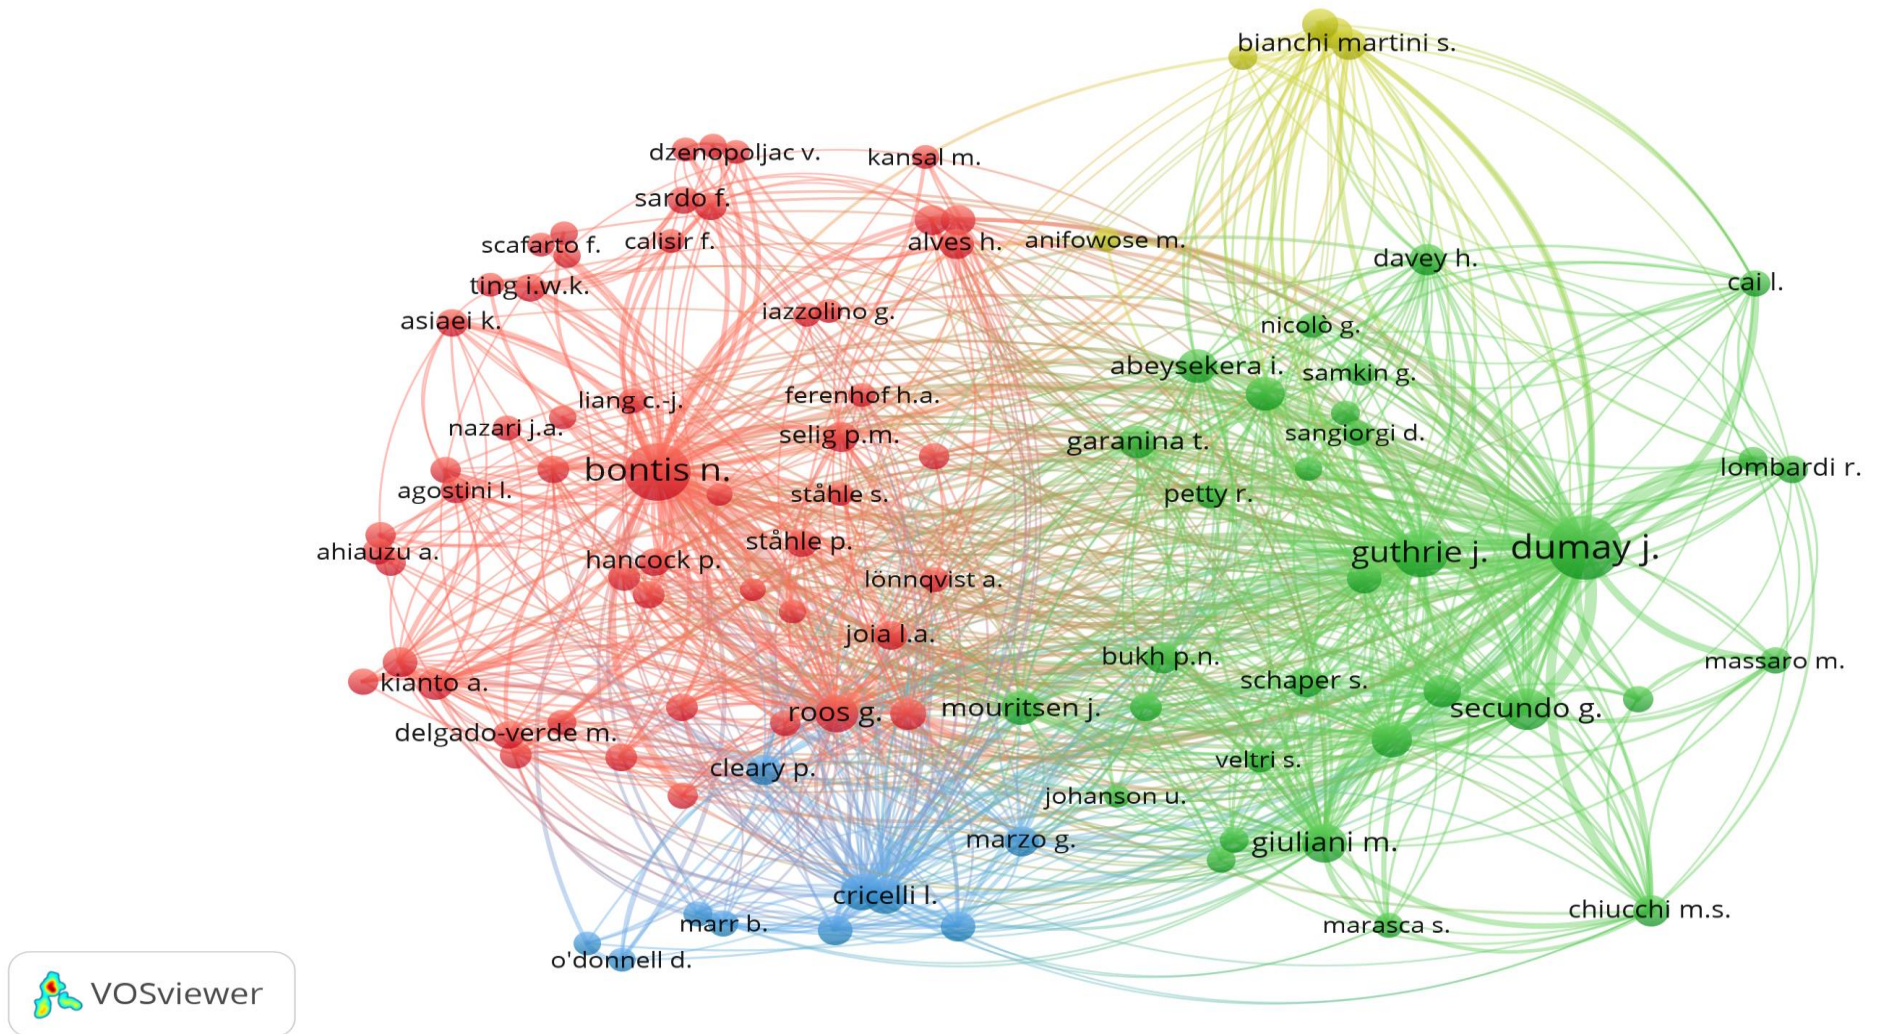 bianchi martini s.
dzenopoljac v.
kansal m.
sardo f.
scafarto f.
calisir f.
alves h.
anifowose m.
davey h.
cai l.
ting i.w.k.
asiaei k.
iazzolino g.
nicolò g.
abeysekera i.
samkin g.
liang c.-j.
ferenhof h.a.
nazari j.a.
selig p.m.
garanina t.
sangiorgi d.
bontis n.
lombardi r.
agostini l.
ståhle s.
petty r.
ahiauzu a.
hancock p.
ståhle p.
guthrie j.
dumay j.
lönnqvist a.
joia l.a.
bukh p.n.
massaro m.
kianto a.
schaper s.
roos g.
mouritsen j.
secundo g.
delgado-verde m.
cleary p.
veltri s.
johanson u.
marzo g.
giuliani m.
cricelli l.
marr b.
marasca s.
chiucchi m.s.
o'donnell d.
VOSviewer